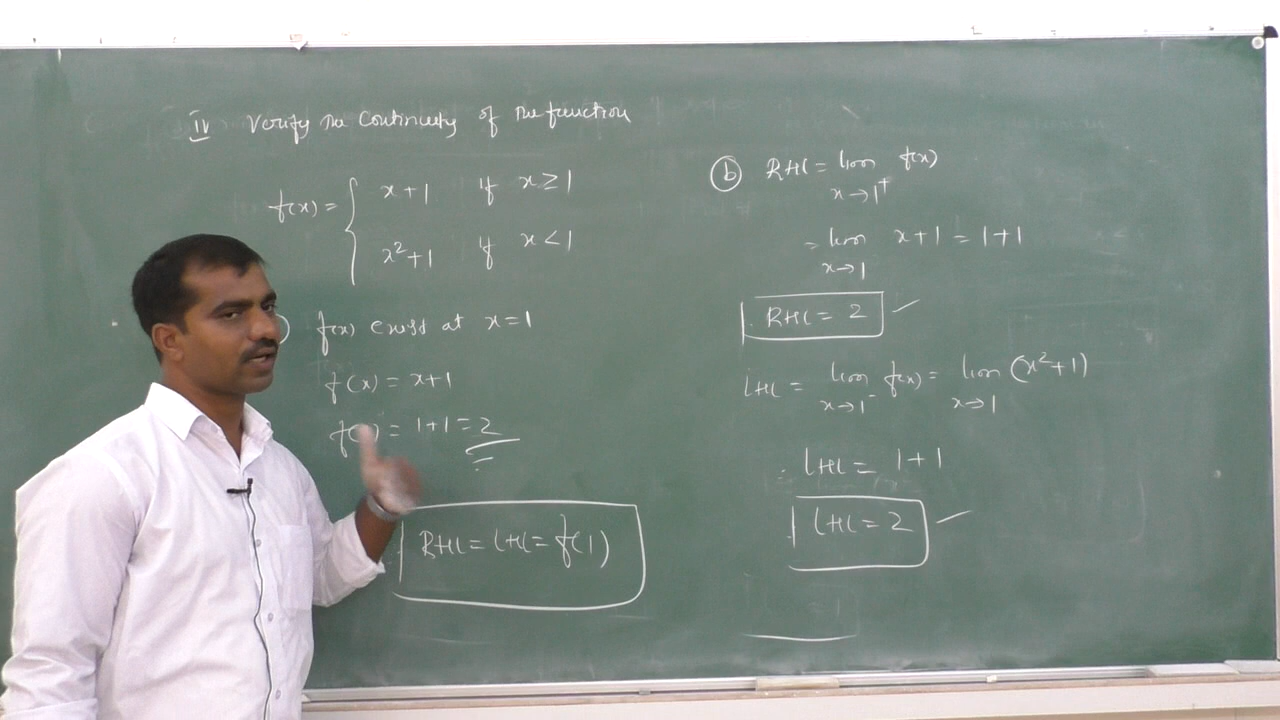 IV Verify the Continuity of the function
f(x) = { x+1 if x ≥ 1
x²+1 if x < 1
) f(x) exist at x=1
f(x) = x+1
f( ) = 1+1 = 2
RHL = LHL = f(1)
(b) RHL = lim f(x)
x→1⁺
= lim x+1 = 1+1
x→1
RHL = 2
LHL = lim f(x) = lim (x²+1)
x→1⁻ x→1
LHL = 1+1
LHL = 2